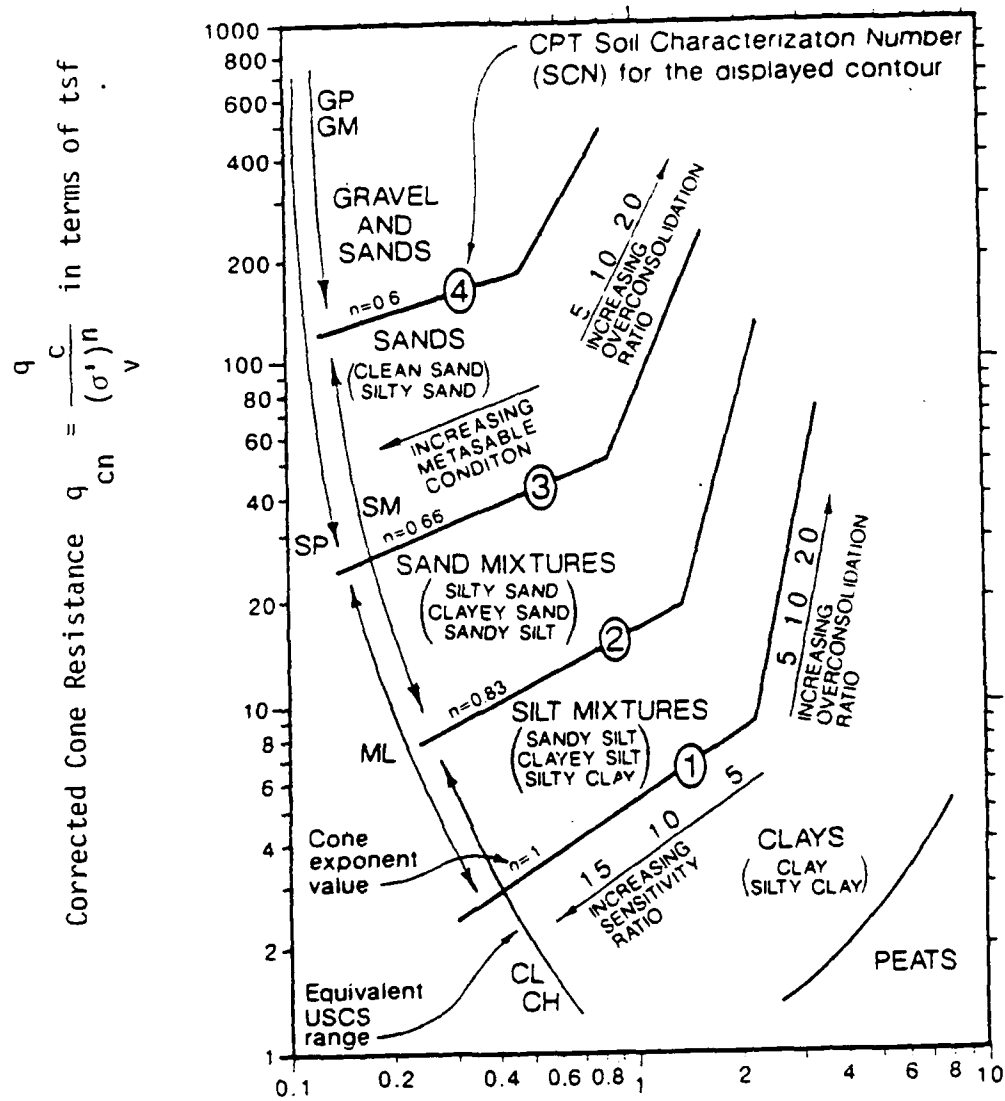 Corrected Cone Resistance q cn = q c / (σ' v)n in terms of tsf
1000
800
600
400
200
100
80
60
40
20
10
8
6
4
2
1
1
CPT Soil Characterizaton Number
(SCN) for the displayed contour
GP
GM
GRAVEL
AND
SANDS
n=0.6
4
SANDS
(CLEAN SAND
SILTY SAND)
5 10 20
INCREASING
OVERCONSOLIDATION
RATIO
INCREASING
METASABLE
CONDITON
3
SM
n=0.66
SP
SAND MIXTURES
(SILTY SAND
CLAYEY SAND
SANDY SILT)
2
n=0.83
5 10 20
INCREASING
OVERCONSOLIDATION
RATIO
SILT MIXTURES
(SANDY SILT
CLAYEY SILT
SILTY CLAY)
ML
1
Cone
exponent
value
n=1
15 10 5
INCREASING
SENSITIVITY
RATIO
CLAYS
(CLAY
SILTY CLAY)
PEATS
CL
CH
Equivalent
USCS
range
0.1 0.2 0.4 0.6 0.8 1 2 4 6 8 10